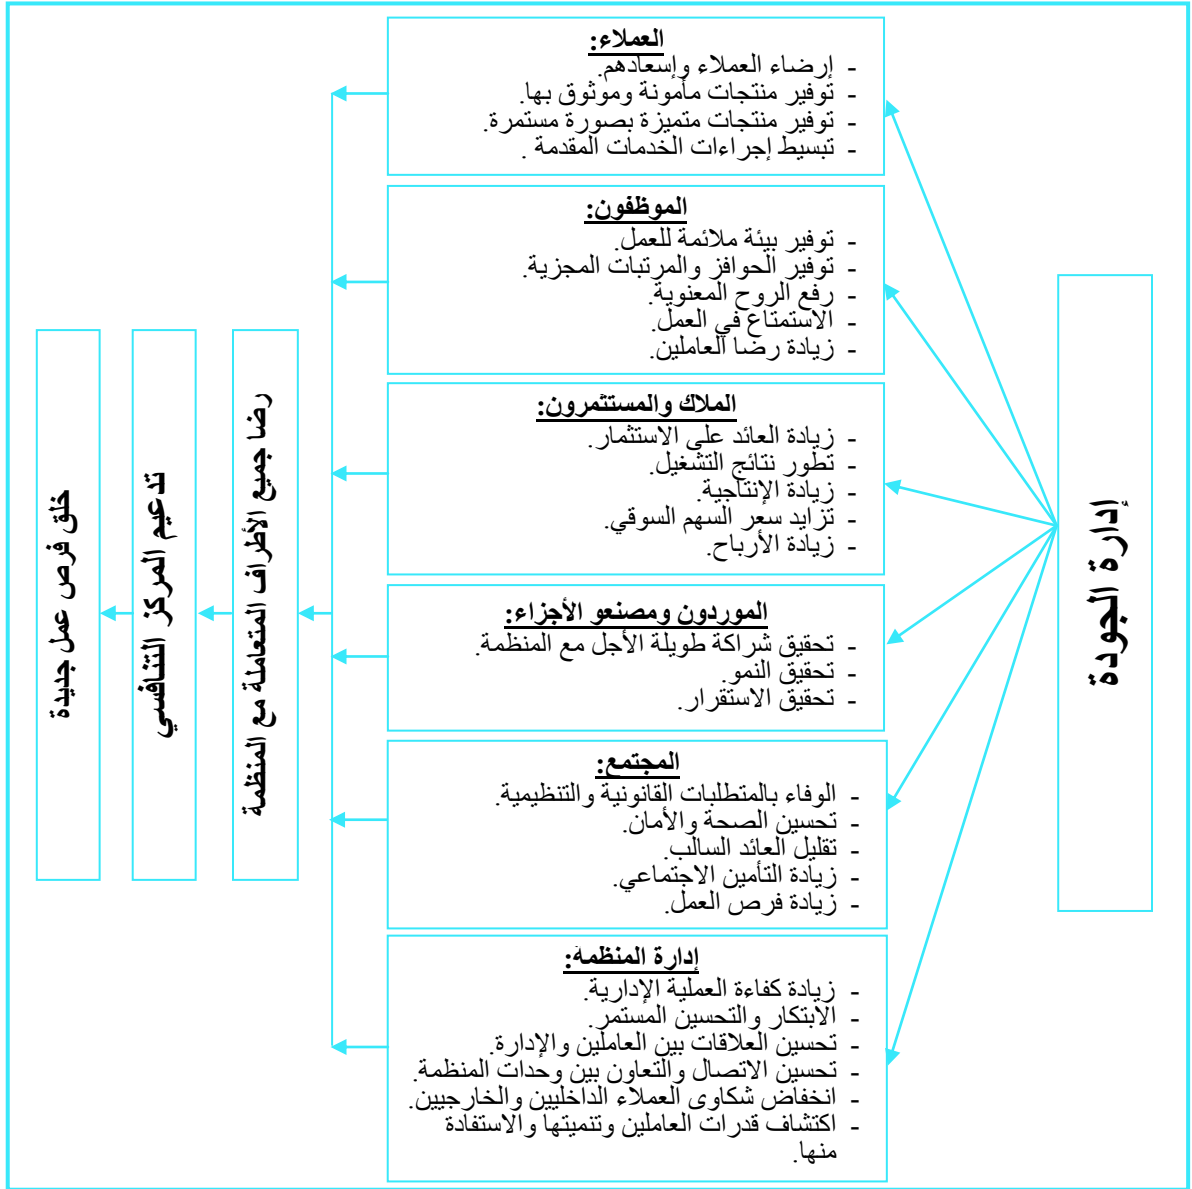 إدارة الجودة
العملاء:
- إرضاء العملاء وإسعادهم.
- توفير منتجات مأمونة وموثوق بها.
- توفير منتجات متميزة بصورة مستمرة.
- تبسيط إجراءات الخدمات المقدمة .
الموظفون:
- توفير بيئة ملائمة للعمل.
- توفير الحوافز والمرتبات المجزية.
- رفع الروح المعنوية.
- الاستمتاع في العمل.
- زيادة رضا العاملين.
الملاك والمستثمرون:
- زيادة العائد على الاستثمار.
- تطور نتائج التشغيل.
- زيادة الإنتاجية.
- تزايد سعر السهم السوقي.
- زيادة الأرباح.
الموردون ومصنعو الأجزاء:
- تحقيق شراكة طويلة الأجل مع المنظمة.
- تحقيق النمو.
- تحقيق الاستقرار.
المجتمع:
- الوفاء بالمتطلبات القانونية والتنظيمية.
- تحسين الصحة والأمان.
- تقليل العائد السالب.
- زيادة التأمين الاجتماعي.
- زيادة فرص العمل.
إدارة المنظمة:
- زيادة كفاءة العملية الإدارية.
- الابتكار والتحسين المستمر.
- تحسين العلاقات بين العاملين والإدارة.
- تحسين الاتصال والتعاون بين وحدات المنظمة.
- انخفاض شكاوى العملاء الداخليين والخارجيين.
- اكتشاف قدرات العاملين وتنميتها والاستفادة
منها.
رضا جميع الأطراف المتعاملة مع المنظمة
تدعيم المركز التنافسي
خلق فرص عمل جديدة